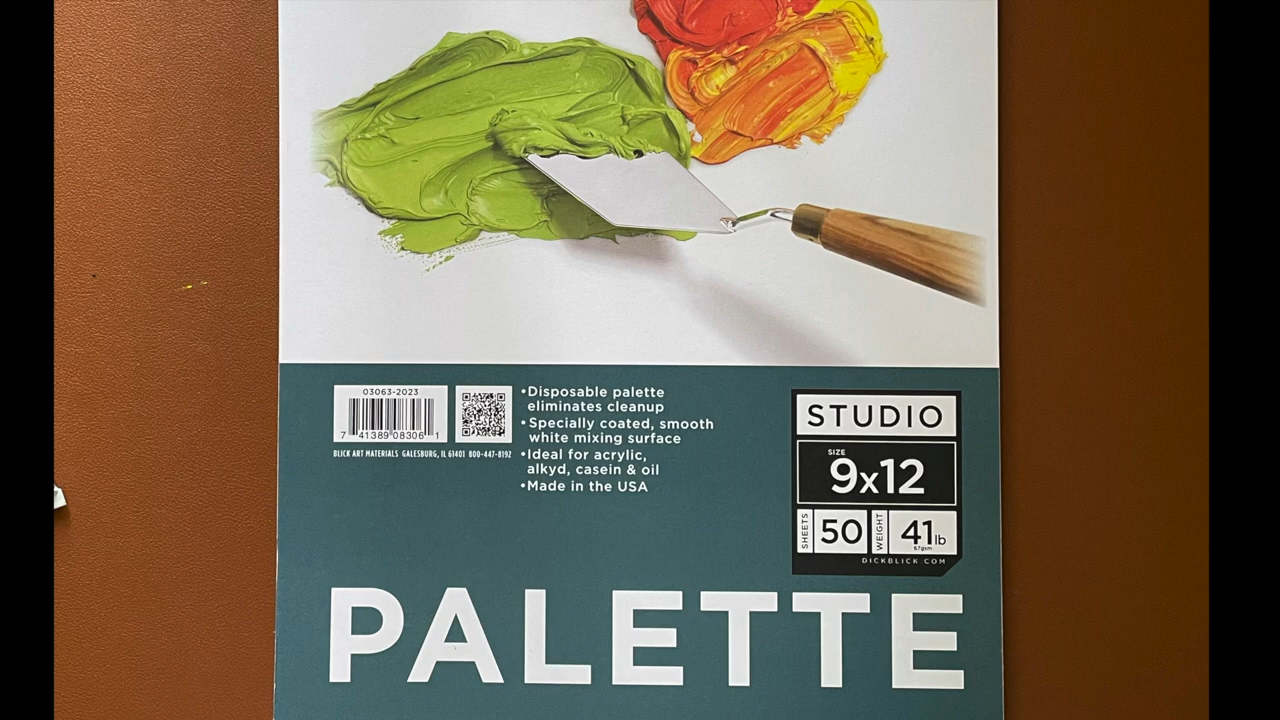 03063-2023
7 41389 08306 1
BLICK ART MATERIALS GALESBURG, IL 61401 800-447-8192
•Disposable palette
eliminates cleanup
•Specially coated, smooth
white mixing surface
•Ideal for acrylic,
alkyd, casein & oil
•Made in the USA
STUDIO
SIZE
9x12
SHEETS
50
WEIGHT
41lb
67gsm
DICKBLICK.COM
PALETTE